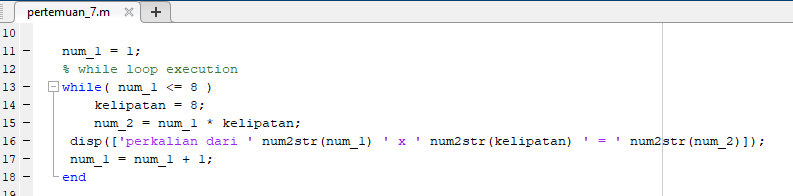 pertemuan_7.m × +
10
11 – num_1 = 1;
12 % while loop execution
13 – while( num_1 <= 8 )
14 – kelipatan = 8;
15 – num_2 = num_1 * kelipatan;
16 – disp(['perkalian dari ' num2str(num_1) ' x ' num2str(kelipatan) ' = ' num2str(num_2)]);
17 – num_1 = num_1 + 1;
18 – end
19